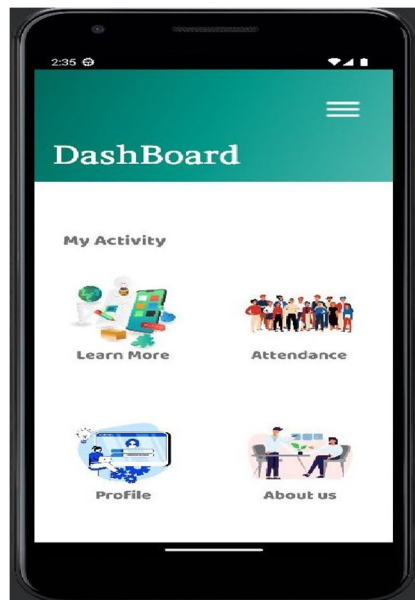 2:35
DashBoard
My Activity
Learn More
Attendance
Profile
About us